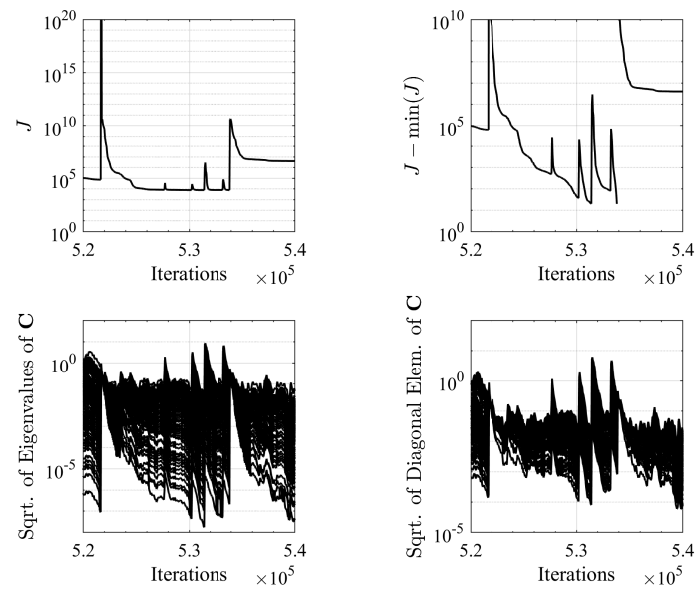 10^20
10^15
10^10
10^5
10^0
J
5.2 5.3 5.4
Iterations ×10^5
10^10
10^5
10^0
J − min(J)
5.2 5.3 5.4
Iterations ×10^5
10^0
10^-5
Sqrt. of Eigenvalues of C
5.2 5.3 5.4
Iterations ×10^5
10^0
10^-5
Sqrt. of Diagonal Elem. of C
5.2 5.3 5.4
Iterations ×10^5